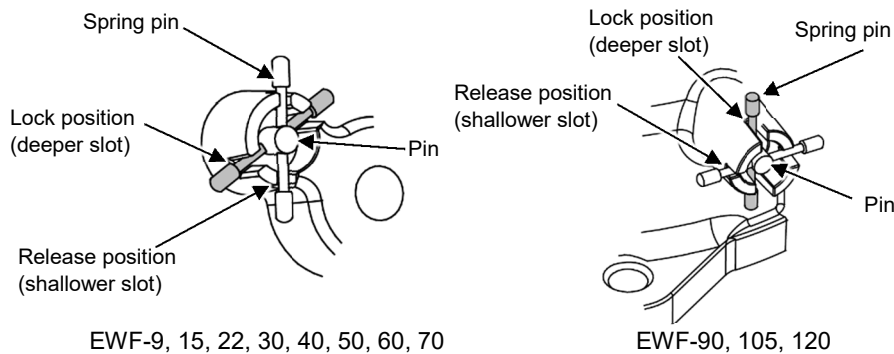 Spring pin
Lock position
(deeper slot)
Pin
Release position
(shallower slot)
EWF-9, 15, 22, 30, 40, 50, 60, 70
Lock position
(deeper slot)
Spring pin
Release position
(shallower slot)
Pin
EWF-90, 105, 120